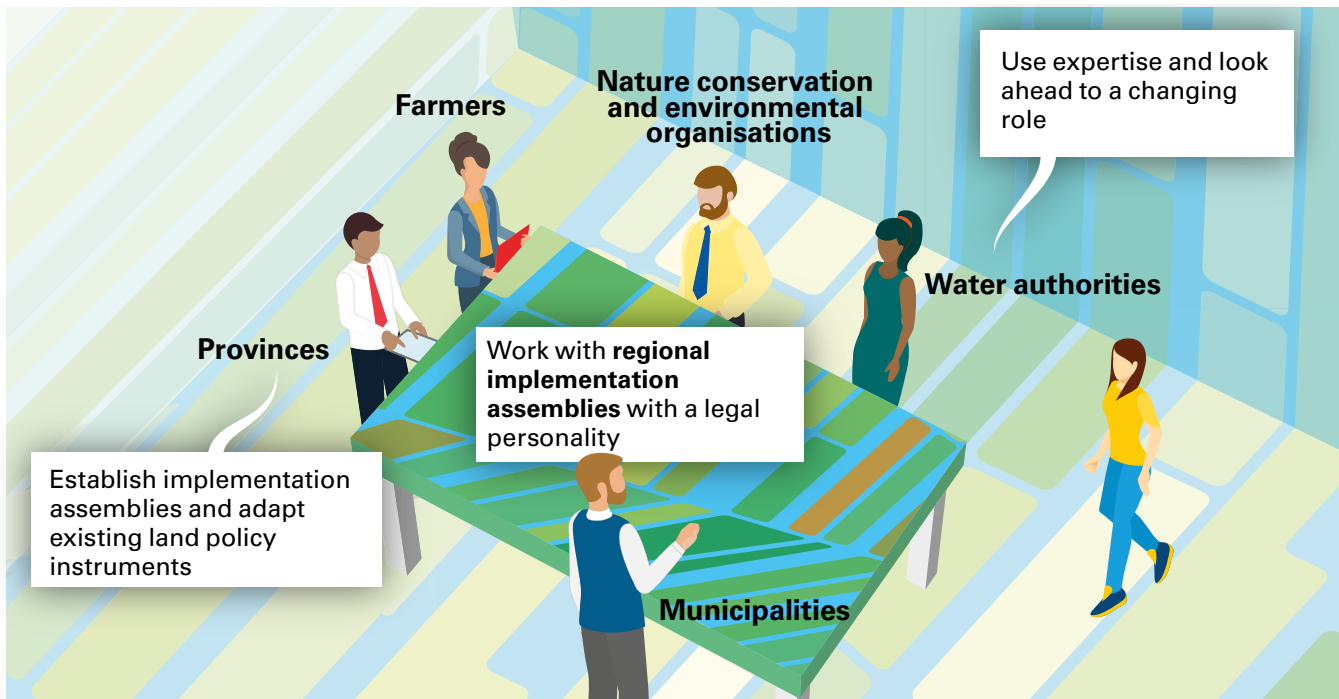 Farmers
Nature conservation
and environmental
organisations
Use expertise and look
ahead to a changing
role
Water authorities
Provinces
Work with regional
implementation
assemblies with a legal
personality
Establish implementation
assemblies and adapt
existing land policy
instruments
Municipalities